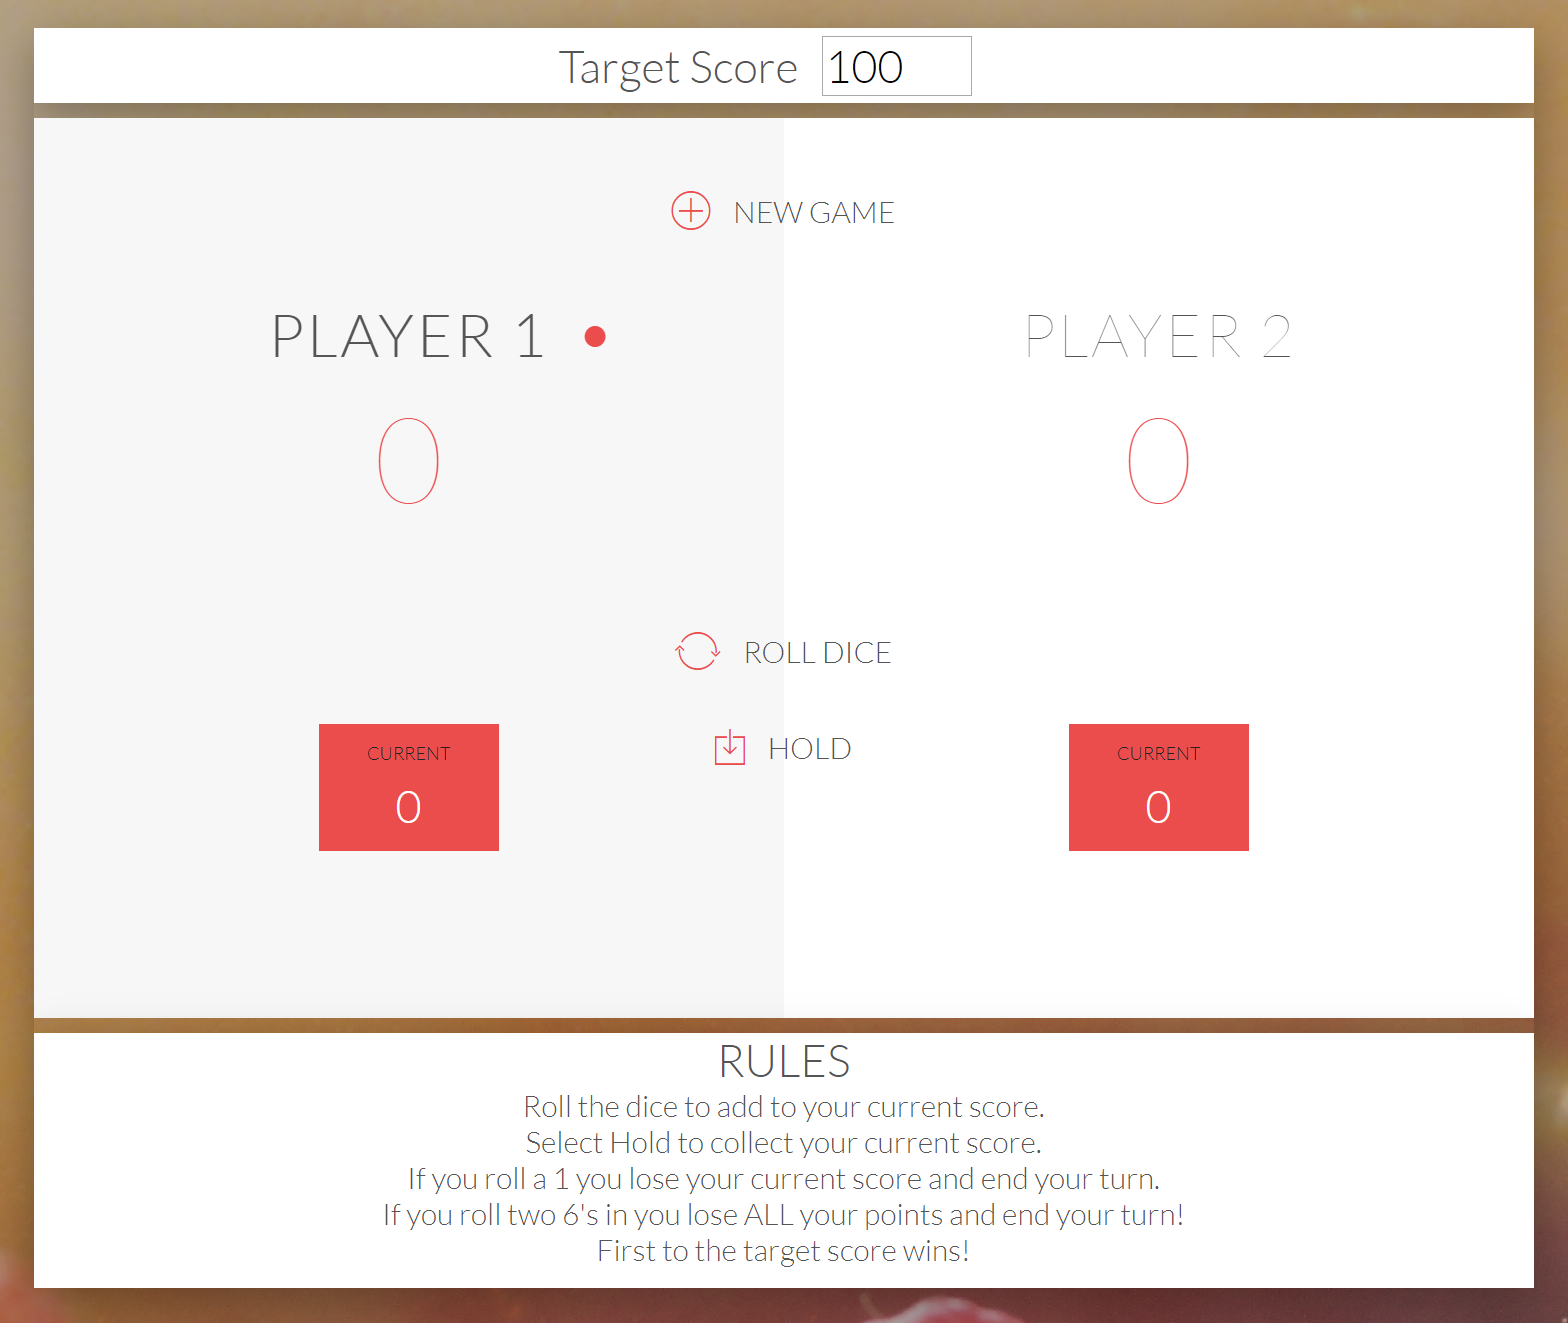 Target Score 100
NEW GAME
PLAYER 1
PLAYER 2
0
0
ROLL DICE
HOLD
CURRENT
0
CURRENT
0
RULES
Roll the dice to add to your current score.
Select Hold to collect your current score.
If you roll a 1 you lose your current score and end your turn.
If you roll two 6's in you lose ALL your points and end your turn!
First to the target score wins!